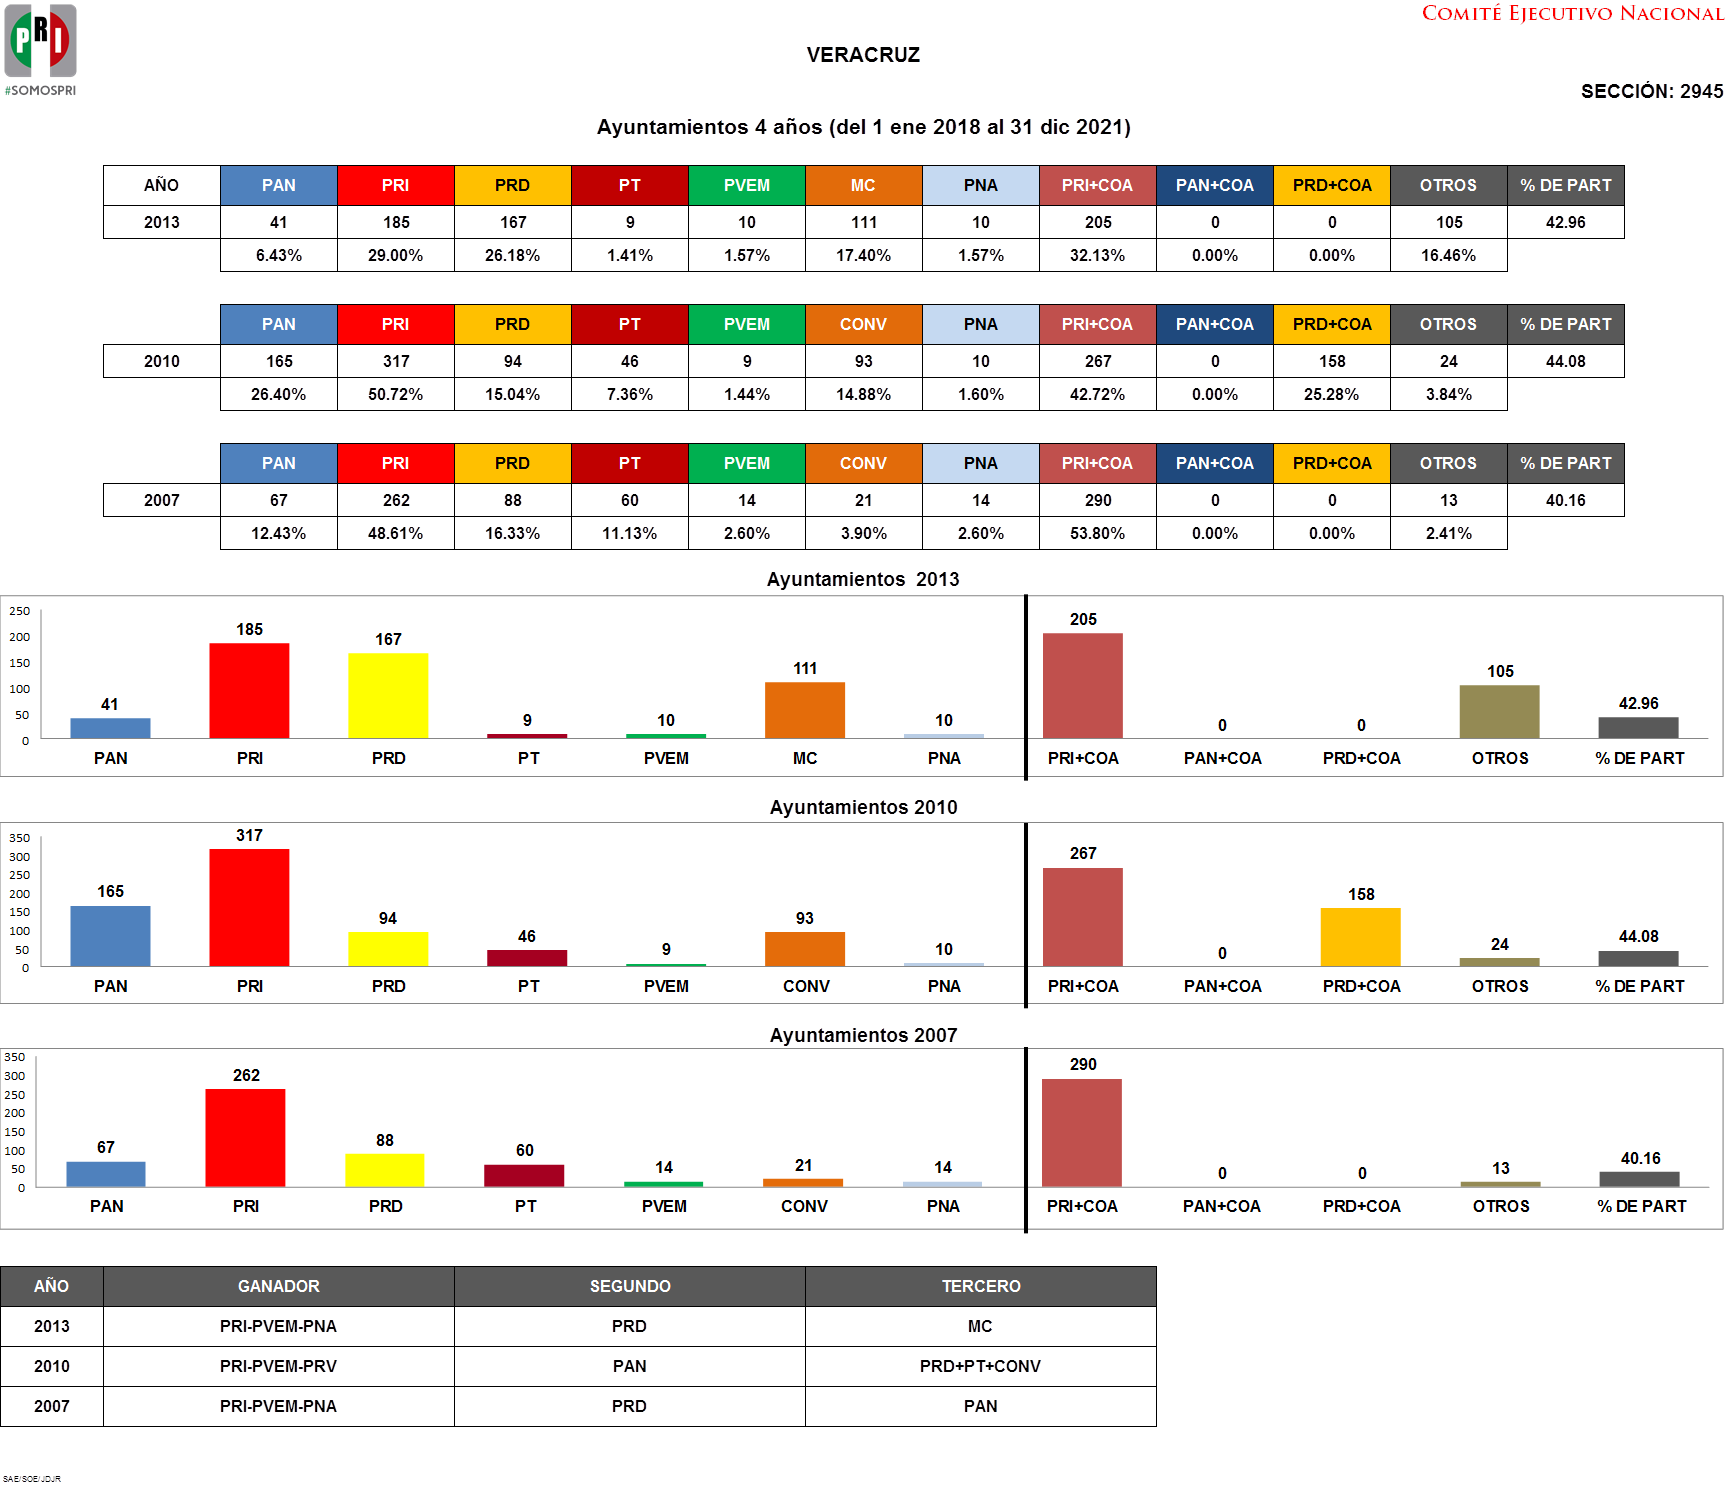 COMITÉ EJECUTIVO NACIONAL
PRI
#SOMOSPRI
VERACRUZ
SECCIÓN: 2945
Ayuntamientos 4 años (del 1 ene 2018 al 31 dic 2021)
AÑO PAN PRI PRD PT PVEM MC PNA PRI+COA PAN+COA PRD+COA OTROS % DE PART
2013 41 185 167 9 10 111 10 205 0 0 105 42.96
6.43% 29.00% 26.18% 1.41% 1.57% 17.40% 1.57% 32.13% 0.00% 0.00% 16.46%
PAN PRI PRD PT PVEM CONV PNA PRI+COA PAN+COA PRD+COA OTROS % DE PART
2010 165 317 94 46 9 93 10 267 0 158 24 44.08
26.40% 50.72% 15.04% 7.36% 1.44% 14.88% 1.60% 42.72% 0.00% 25.28% 3.84%
PAN PRI PRD PT PVEM CONV PNA PRI+COA PAN+COA PRD+COA OTROS % DE PART
2007 67 262 88 60 14 21 14 290 0 0 13 40.16
12.43% 48.61% 16.33% 11.13% 2.60% 3.90% 2.60% 53.80% 0.00% 0.00% 2.41%
Ayuntamientos 2013
250
200
150
100
50
0
41 185 167 9 10 111 10 205 0 0 105 42.96
PAN PRI PRD PT PVEM MC PNA PRI+COA PAN+COA PRD+COA OTROS % DE PART
Ayuntamientos 2010
350
300
250
200
150
100
50
0
165 317 94 46 9 93 10 267 0 158 24 44.08
PAN PRI PRD PT PVEM CONV PNA PRI+COA PAN+COA PRD+COA OTROS % DE PART
Ayuntamientos 2007
350
300
250
200
150
100
50
0
67 262 88 60 14 21 14 290 0 0 13 40.16
PAN PRI PRD PT PVEM CONV PNA PRI+COA PAN+COA PRD+COA OTROS % DE PART
AÑO GANADOR SEGUNDO TERCERO
2013 PRI-PVEM-PNA PRD MC
2010 PRI-PVEM-PRV PAN PRD+PT+CONV
2007 PRI-PVEM-PNA PRD PAN
SAE/SOE/JDJR